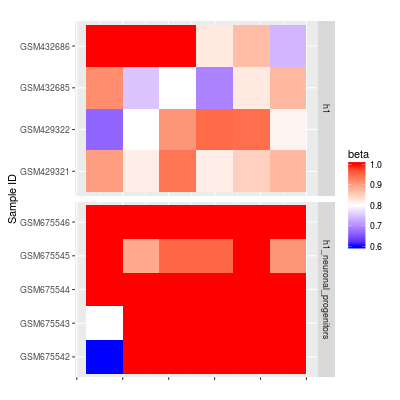 GSM432686
GSM432685
GSM429322
GSM429321
h1
Sample ID
GSM675546
GSM675545
GSM675544
GSM675543
GSM675542
h1_neuronal_progenitors
beta
1.0
0.9
0.8
0.7
0.6